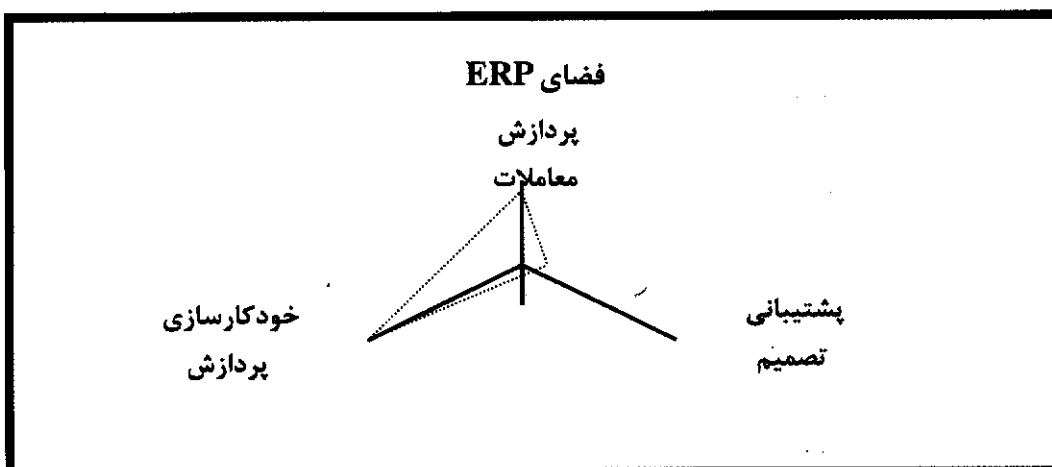 فضای ERP
پردازش
معاملات
خودکارسازی
پردازش
پشتیبانی
تصمیم